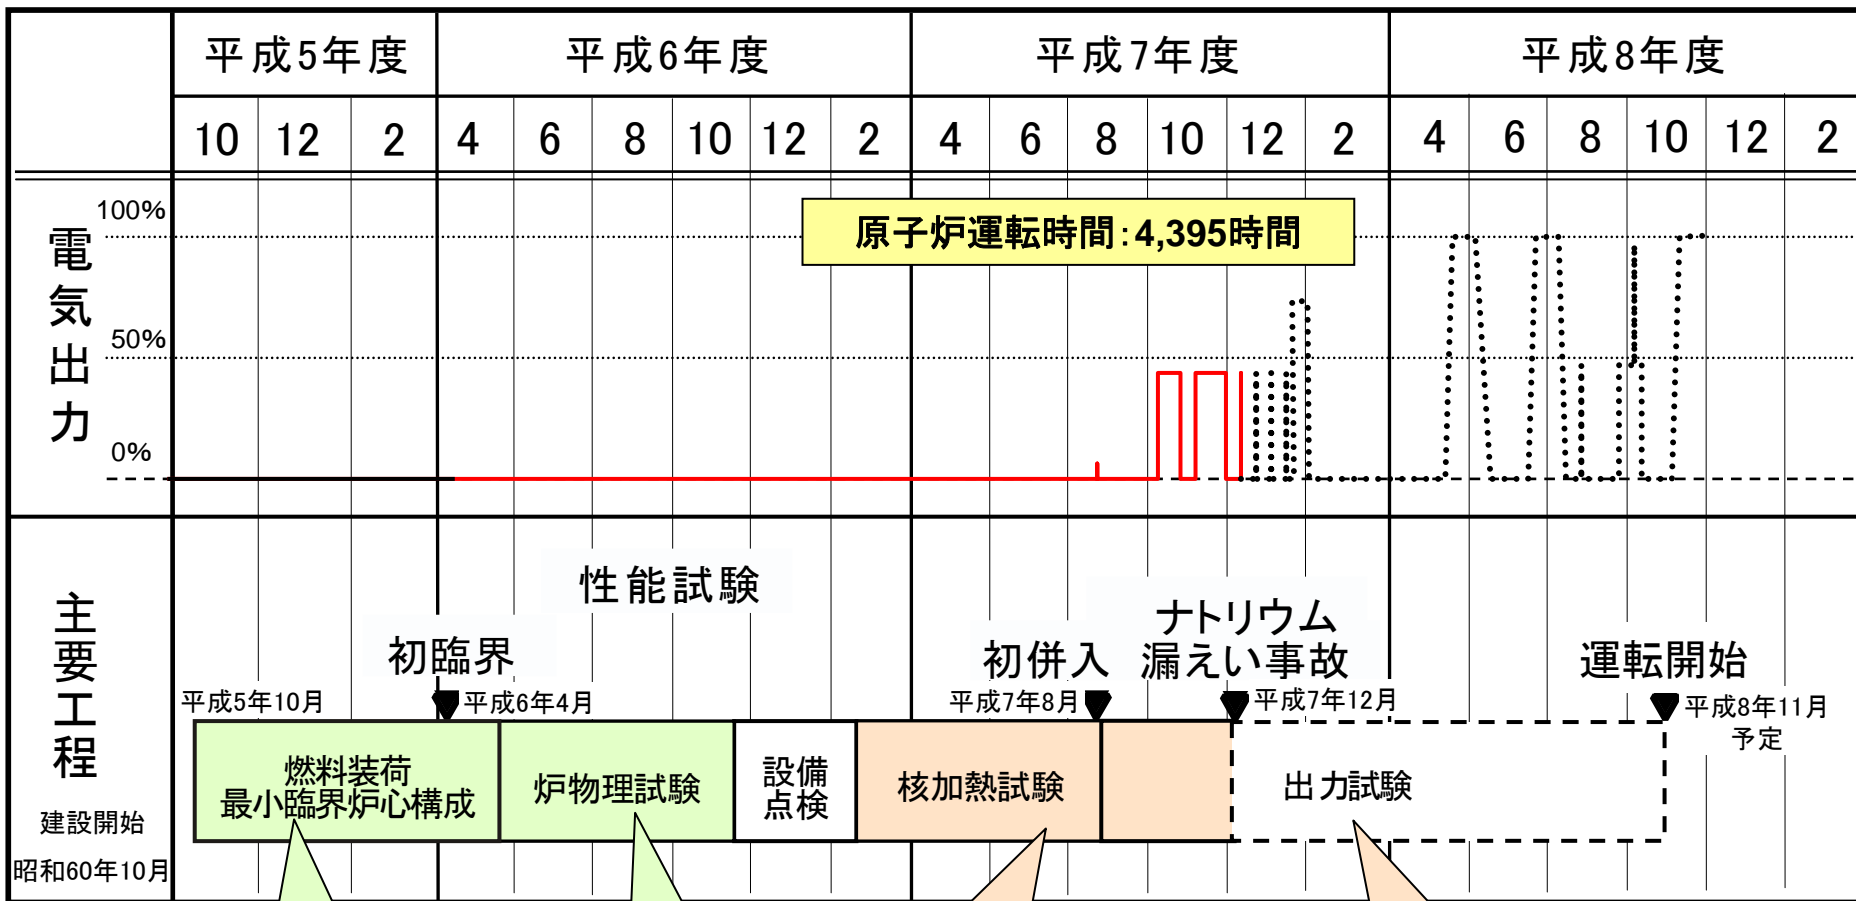 平成5年度 平成6年度 平成7年度 平成8年度
10 12 2 4 6 8 10 12 2 4 6 8 10 12 2 4 6 8 10 12 2
電気出力
100%
50%
0%
原子炉運転時間：4,395時間
主要工程
建設開始
昭和60年10月
性能試験
初臨界
初併入
ナトリウム
漏えい事故
運転開始
平成5年10月
平成6年4月
平成7年8月
平成7年12月
平成8年11月
予定
燃料装荷
最小臨界炉心構成
炉物理試験
設備
点検
核加熱試験
出力試験